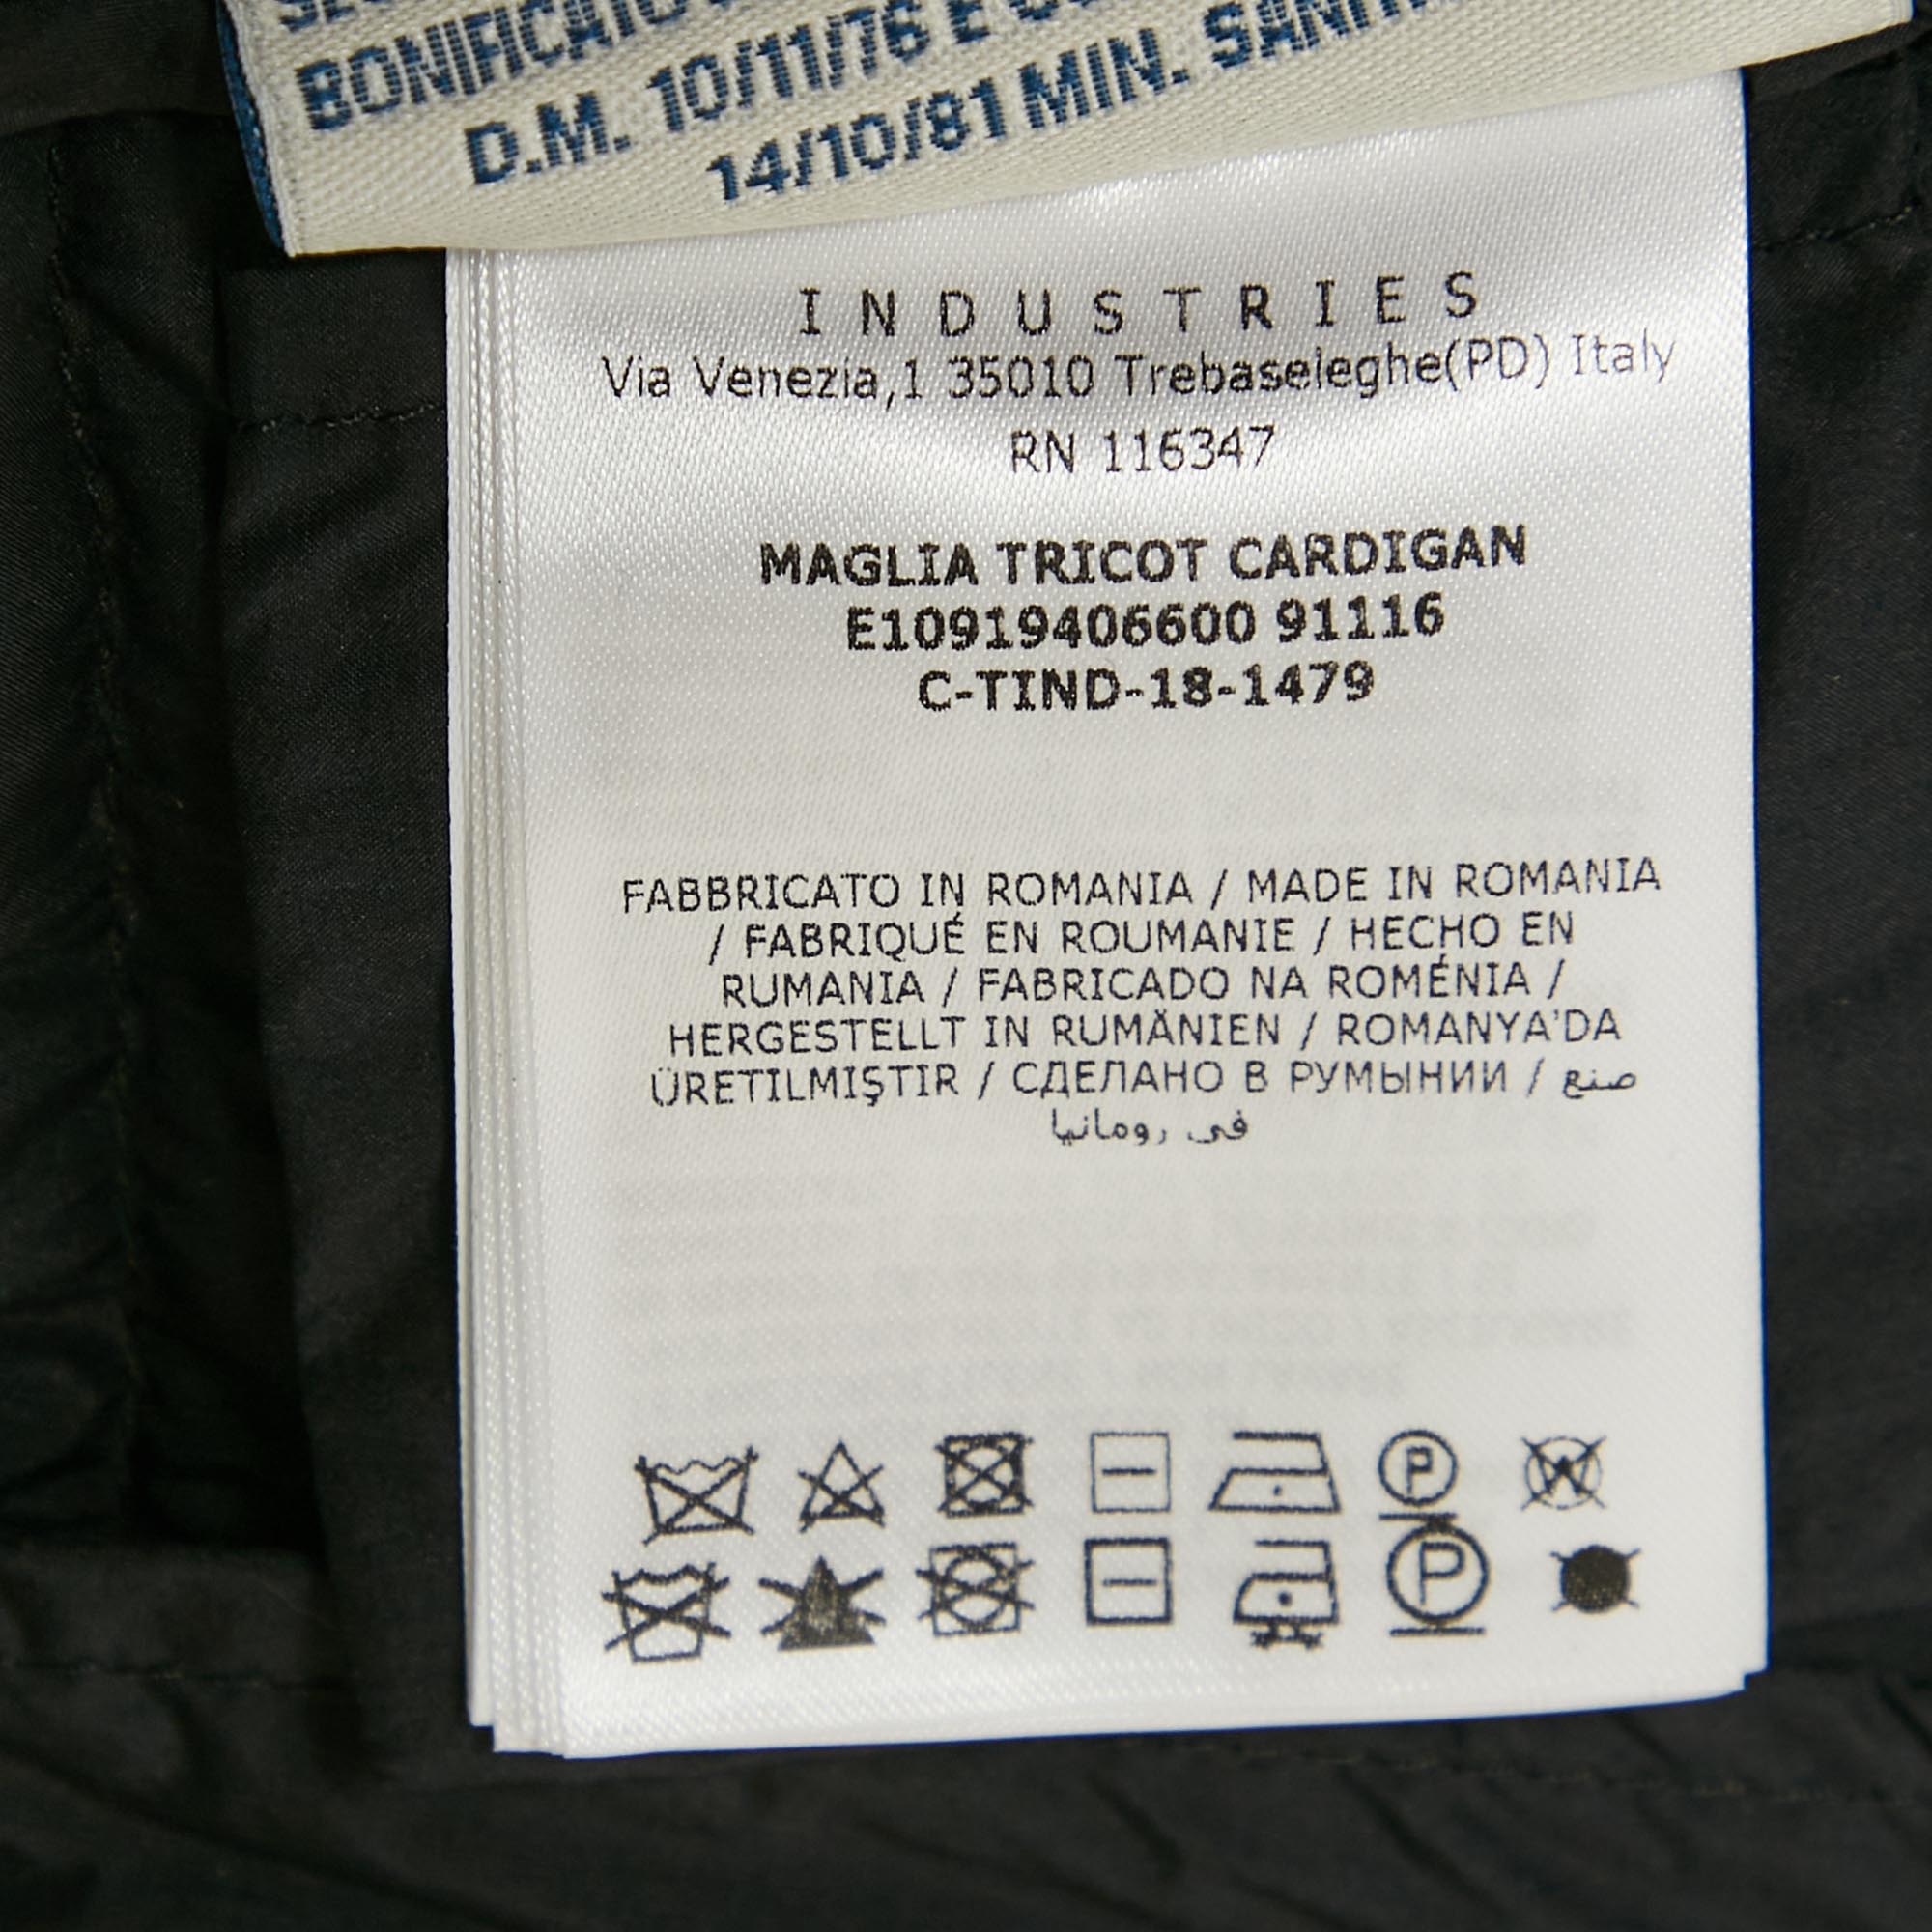 BONIFICATO
D.M. 10/11/76 E
14/10/81 MIN.
INDUSTRIES
Via Venezia,1 35010 Trebaseleghe(PD) Italy
RN 116347
MAGLIA TRICOT CARDIGAN
E10919406600 91116
C-TIND-18-1479
FABBRICATO IN ROMANIA / MADE IN ROMANIA
/ FABRIQUÉ EN ROUMANIE / HECHO EN
RUMANIA / FABRICADO NA ROMÉNIA /
HERGESTELLT IN RUMÄNIEN / ROMANYA'DA
ÜRETILMIŞTIR / СДЕЛАНО В РУМЫНИИ / صنع
في رومانيا
P W
P